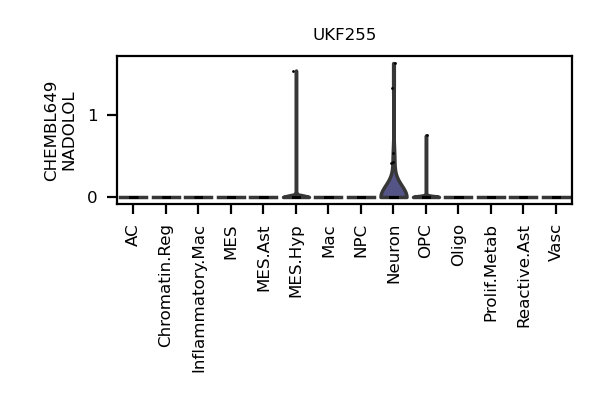 UKF255
CHEMBL649
NADOLOL
1
0
AC
Chromatin.Reg
Inflammatory.Mac
MES
MES.Ast
MES.Hyp
Mac
NPC
Neuron
OPC
Oligo
Prolif.Metab
Reactive.Ast
Vasc